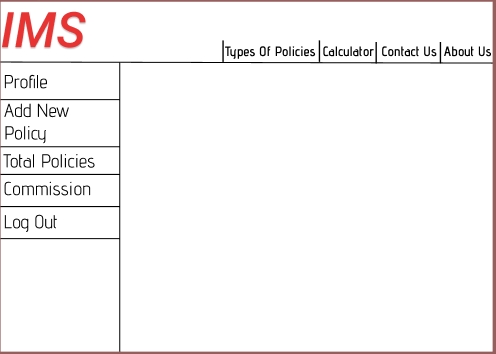 IMS
Types Of Policies Calculator Contact Us About Us
Profile
Add New
Policy
Total Policies
Commission
Log Out